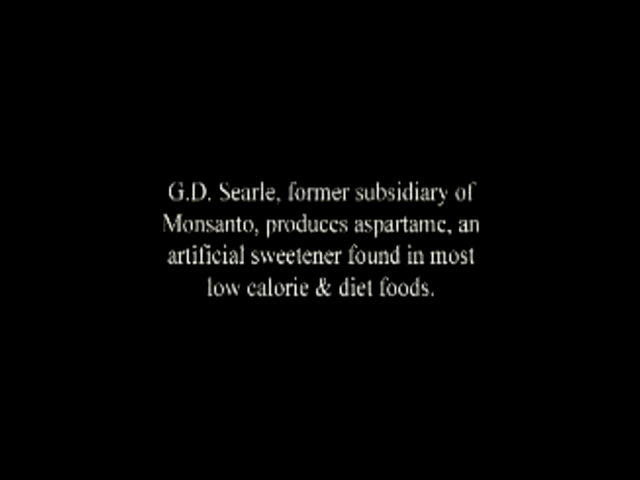 G.D. Searle, former subsidiary of
Monsanto, produces aspartame, an
artificial sweetener found in most
low calorie & diet foods.